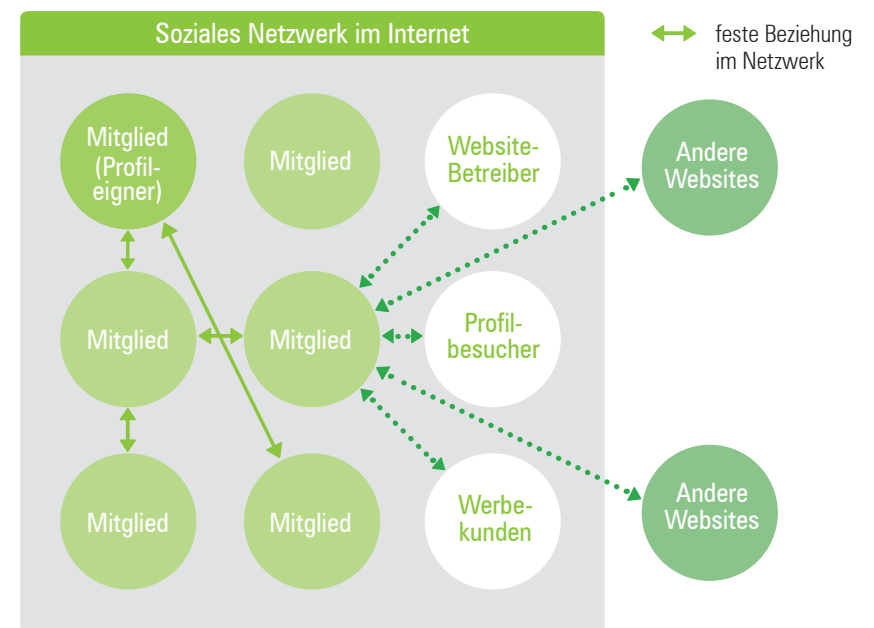 Soziales Netzwerk im Internet
feste Beziehung
im Netzwerk
Mitglied
(Profil-
eigner)
Mitglied
Website-
Betreiber
Andere
Websites
Mitglied
Mitglied
Profil-
besucher
Mitglied
Mitglied
Werbe-
kunden
Andere
Websites